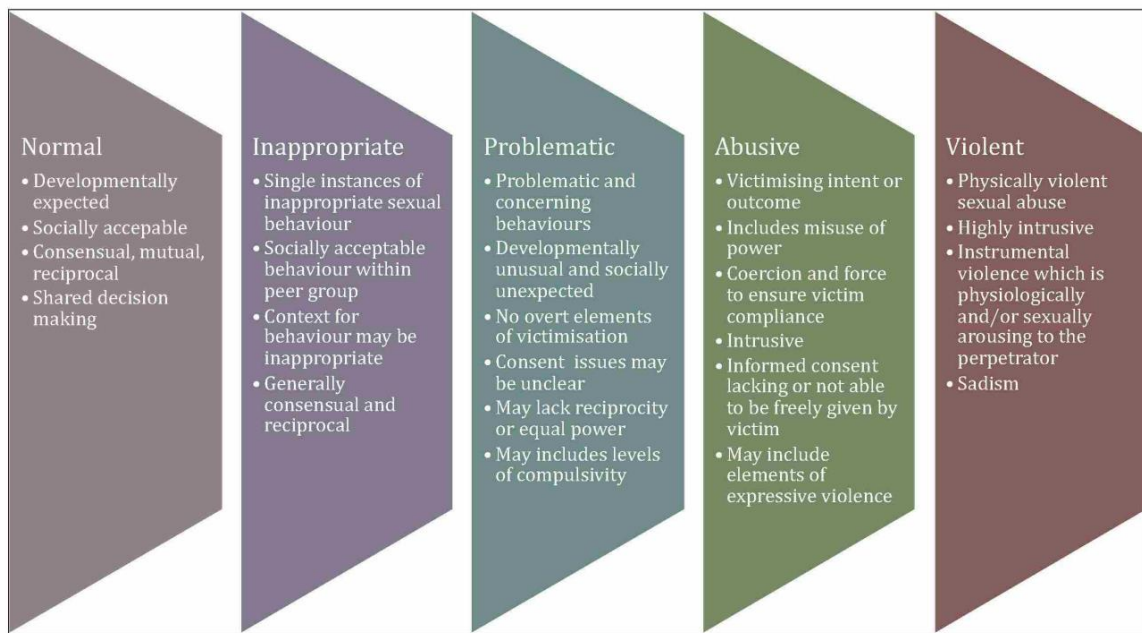 Normal
• Developmentally
expected
• Socially accepable
• Consensual, mutual,
reciprocal
• Shared decision
making
Inappropriate
• Single instances of
inappropriate sexual
behaviour
• Socially acceptable
behaviour within
peer group
• Context for
behaviour may be
inappropriate
• Generally
consensual and
reciprocal
Problematic
• Problematic and
concerning
behaviours
• Developmentally
unusual and socially
unexpected
• No overt elements
of victimisation
• Consent issues may
be unclear
• May lack reciprocity
or equal power
• May includes levels
of compulsivity
Abusive
• Victimising intent or
outcome
• Includes misuse of
power
• Coercion and force
to ensure victim
compliance
• Intrusive
• Informed consent
lacking or not able
to be freely given by
victim
• May include
elements of
expressive violence
Violent
• Physically violent
sexual abuse
• Highly intrusive
• Instrumental
violence which is
physiologically
and/or sexually
arousing to the
perpetrator
• Sadism